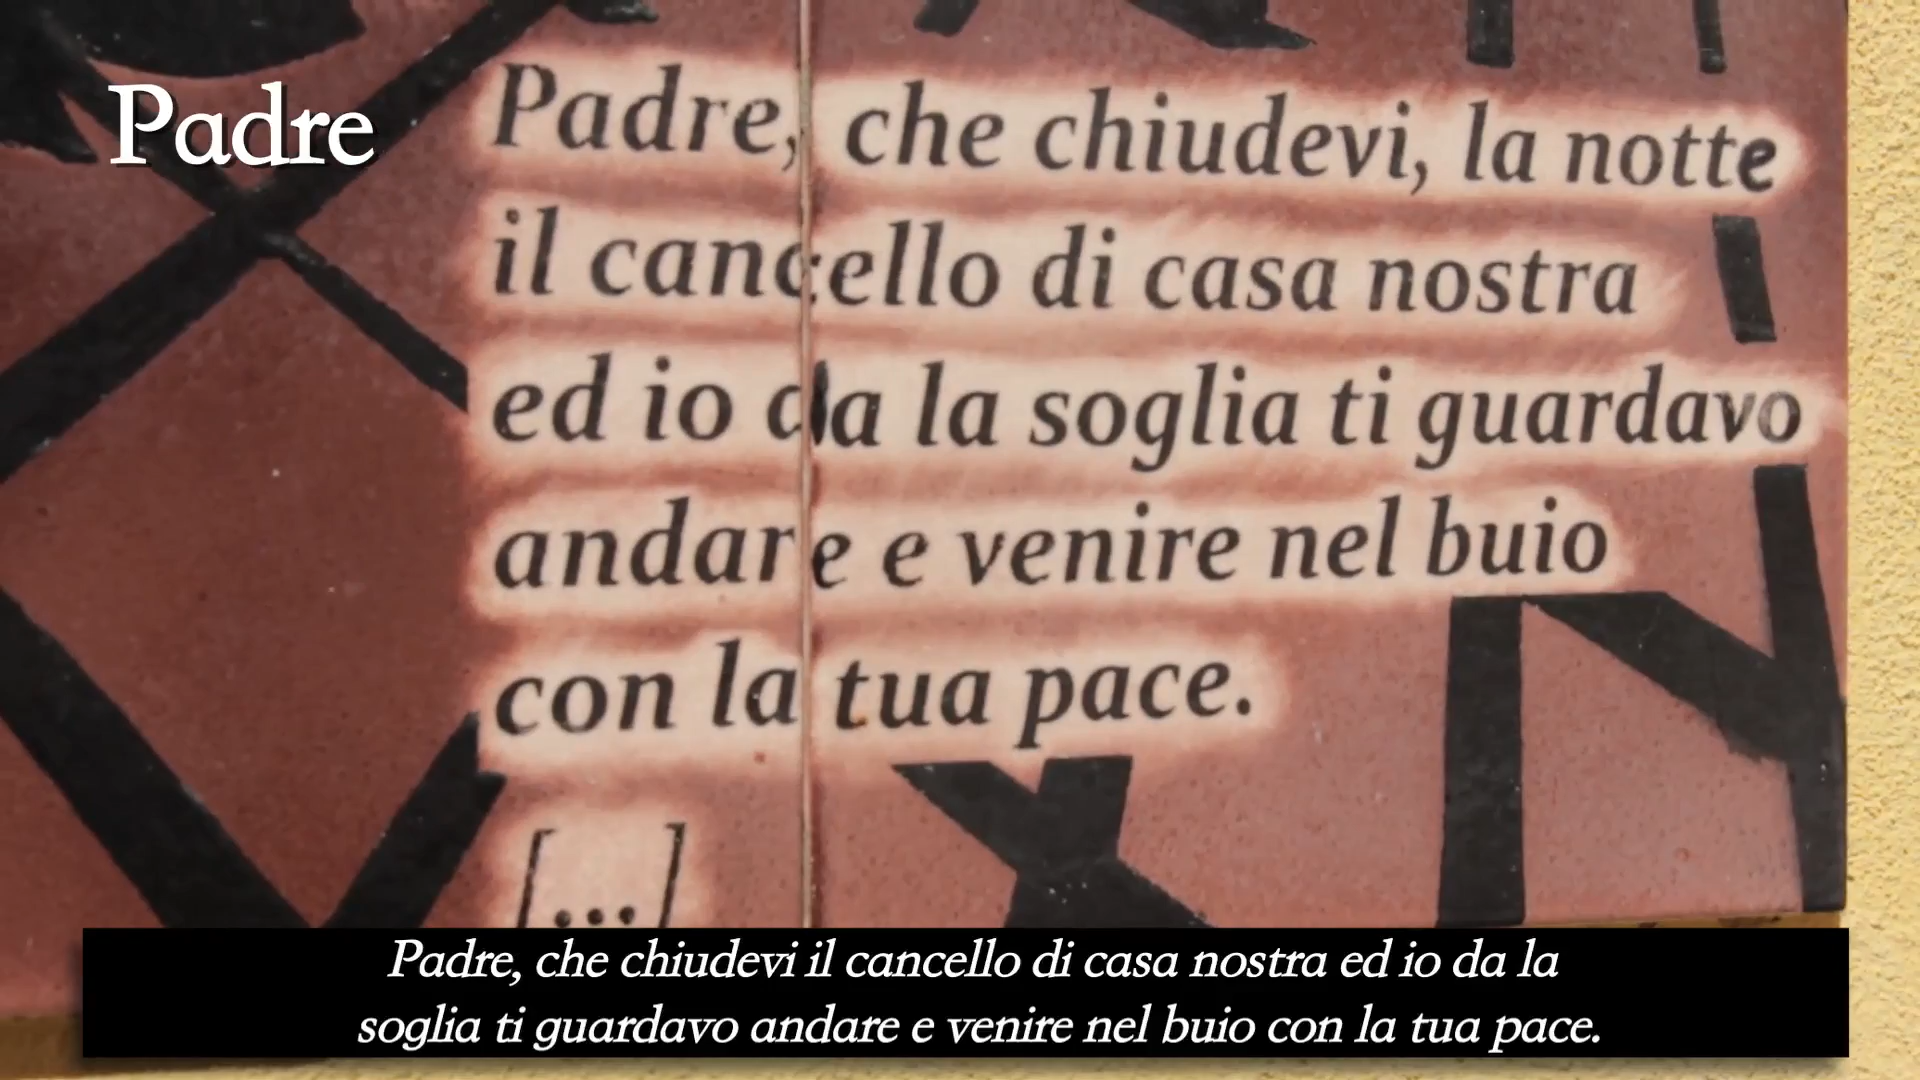 Padre
Padre, che chiudevi, la notte
il cancello di casa nostra
ed io da la soglia ti guardavo
andare e venire nel buio
con la tua pace.
[...]
Padre, che chiudevi il cancello di casa nostra ed io da la
soglia ti guardavo andare e venire nel buio con la tua pace.